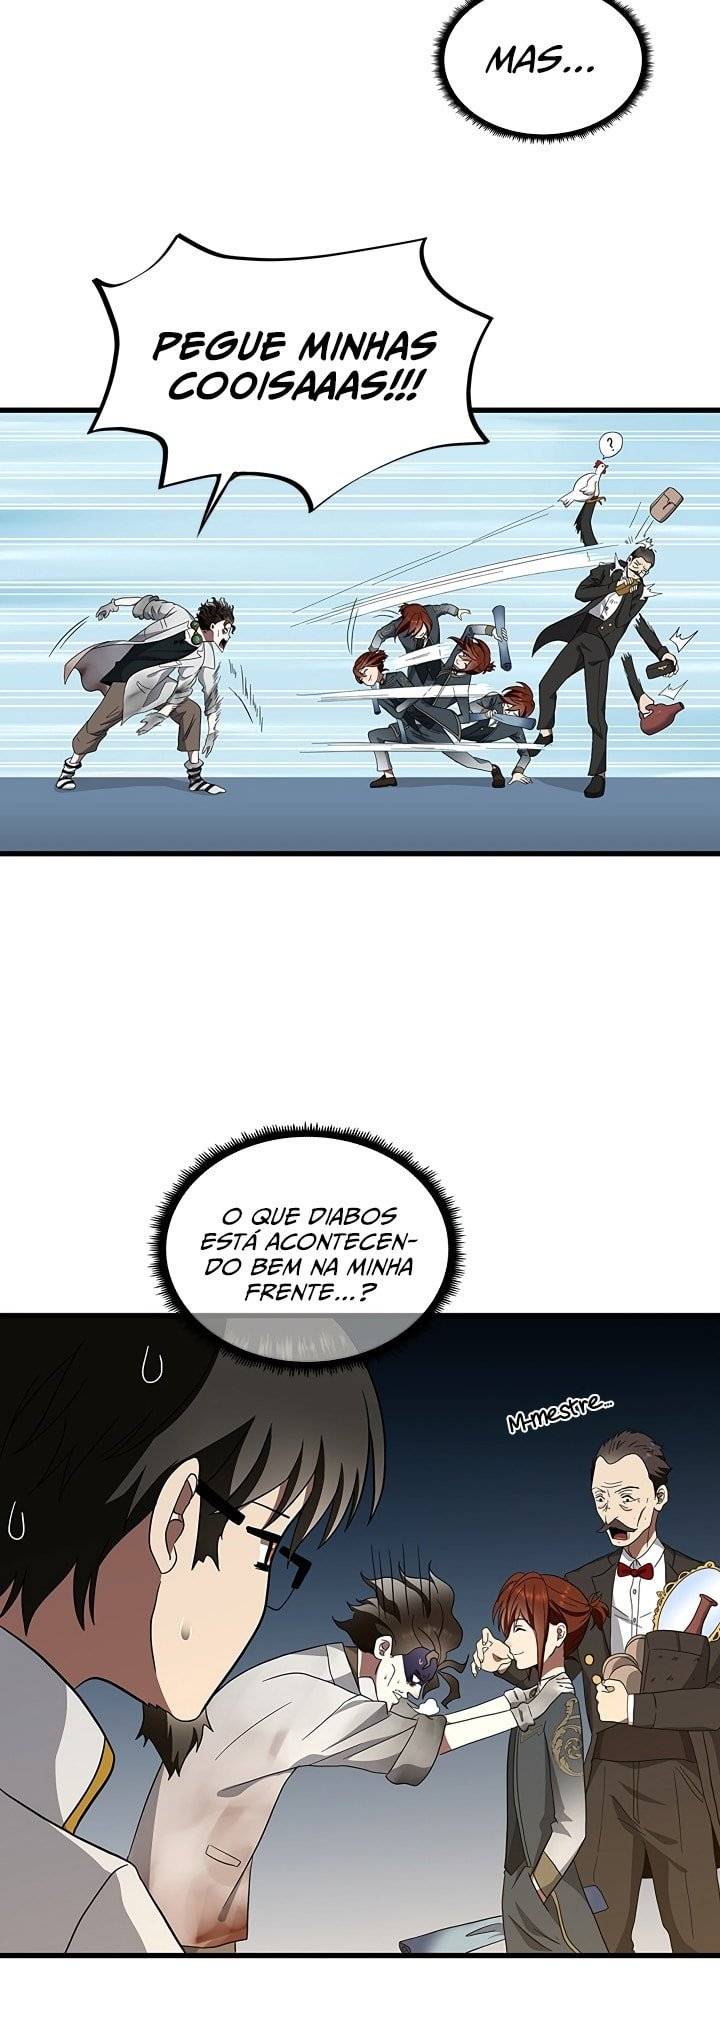 MAS...
PEGUE MINHAS
COOISAAAS!!!
?
O QUE DIABOS
ESTÁ ACONTECEN-
DO BEM NA MINHA
FRENTE...?
M-mestre...